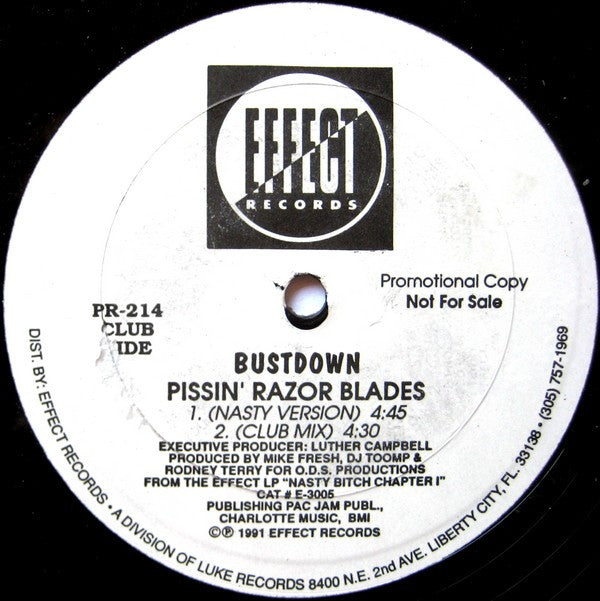 EFFECT
RECORDS
Promotional Copy
Not For Sale
PR-214
CLUB
IDE
BUSTDOWN
PISSIN' RAZOR BLADES
1. (NASTY VERSION) 4:45
2. (CLUB MIX) 4:30
EXECUTIVE PRODUCER: LUTHER CAMPBELL
PRODUCED BY MIKE FRESH, DJ TOOMP &
RODNEY TERRY FOR O.D.S. PRODUCTIONS
FROM THE EFFECT LP "NASTY BITCH CHAPTER I"
CAT # E-3005
PUBLISHING PAC JAM PUBL.,
CHARLOTTE MUSIC, BMI
©℗ 1991 EFFECT RECORDS
DIST. BY: EFFECT RECORDS • A DIVISION OF LUKE RECORDS 8400 N.E. 2nd AVE. LIBERTY CITY, FL. 33138 • (305) 757-1969